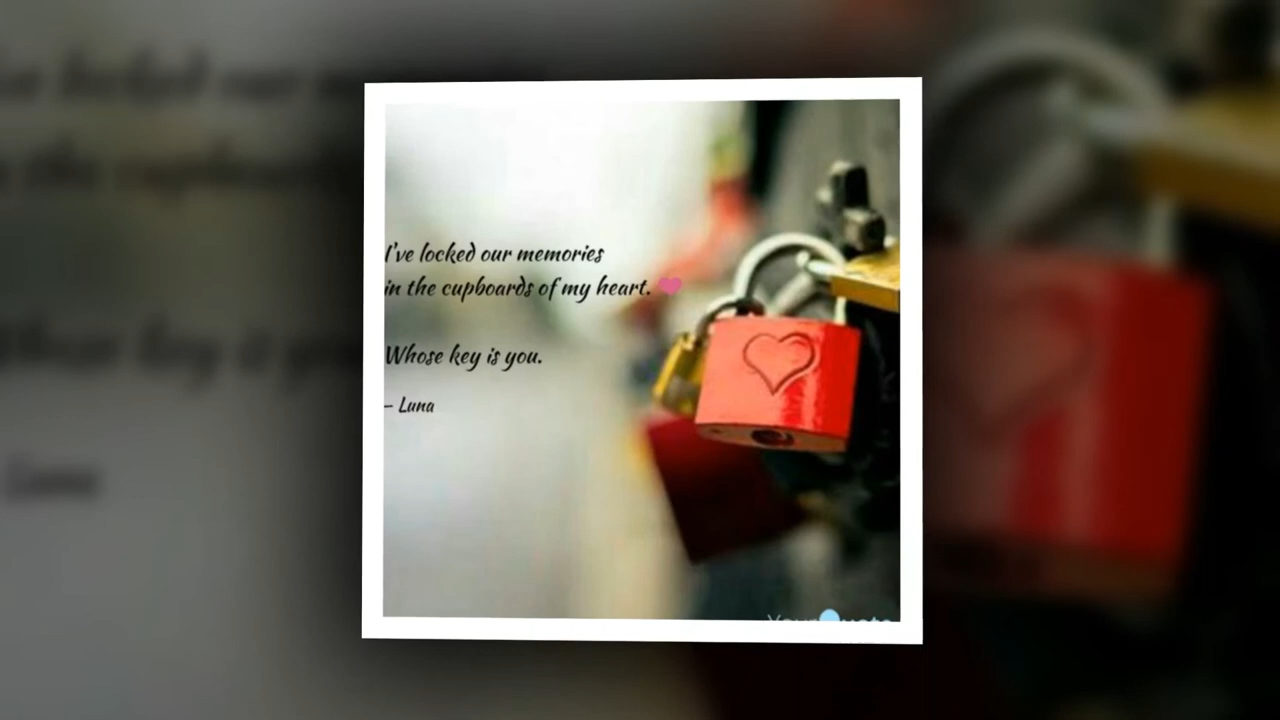 I've locked our memories
in the cupboards of my heart. 💗
Whose key is you.
– Luna